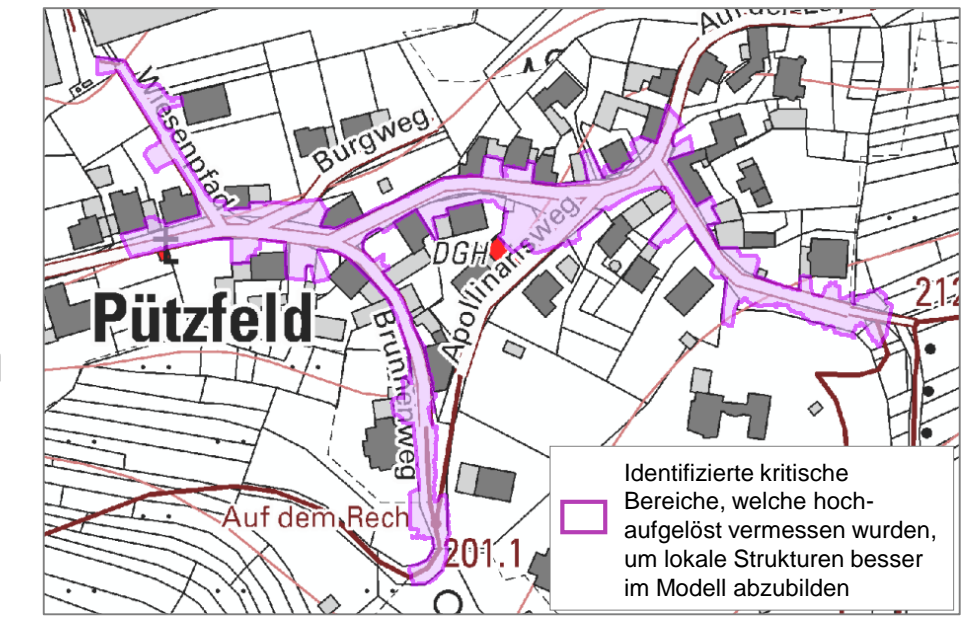 Wiesenpfad
Burgweg
DGH
Apollinarisweg
212
Pützfeld
Brunnenweg
Auf dem Rech
201.1
Identifizierte kritische
Bereiche, welche hoch-
aufgelöst vermessen wurden,
um lokale Strukturen besser
im Modell abzubilden